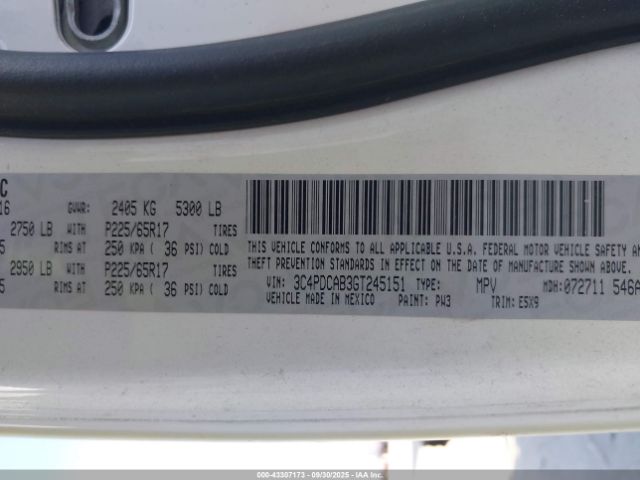 C
16 GVWR: 2405 KG 5300 LB
2750 LB WITH P225/65R17 TIRES
5 RIMS AT 250 KPA ( 36 PSI) COLD
2950 LB WITH P225/65R17 TIRES
5 RIMS AT 250 KPA ( 36 PSI) COLD
THIS VEHICLE CONFORMS TO ALL APPLICABLE U.S.A. FEDERAL MOTOR VEHICLE SAFETY AN
THEFT PREVENTION STANDARDS IN EFFECT ON THE DATE OF MANUFACTURE SHOWN ABOVE.
VIN: 3C4PDCAB3GT245151 TYPE: MPV MDH: 072711 546A
VEHICLE MADE IN MEXICO PAINT: PW3 TRIM: E5X9
000-43307173 — 09/30/2025 — IAA Inc.